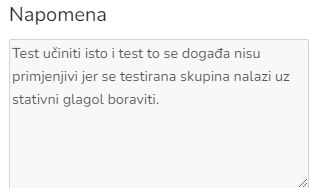 Napomena
Test učiniti isto i test to se događa nisu
primjenjivi jer se testirana skupina nalazi uz
stativni glagol boraviti.